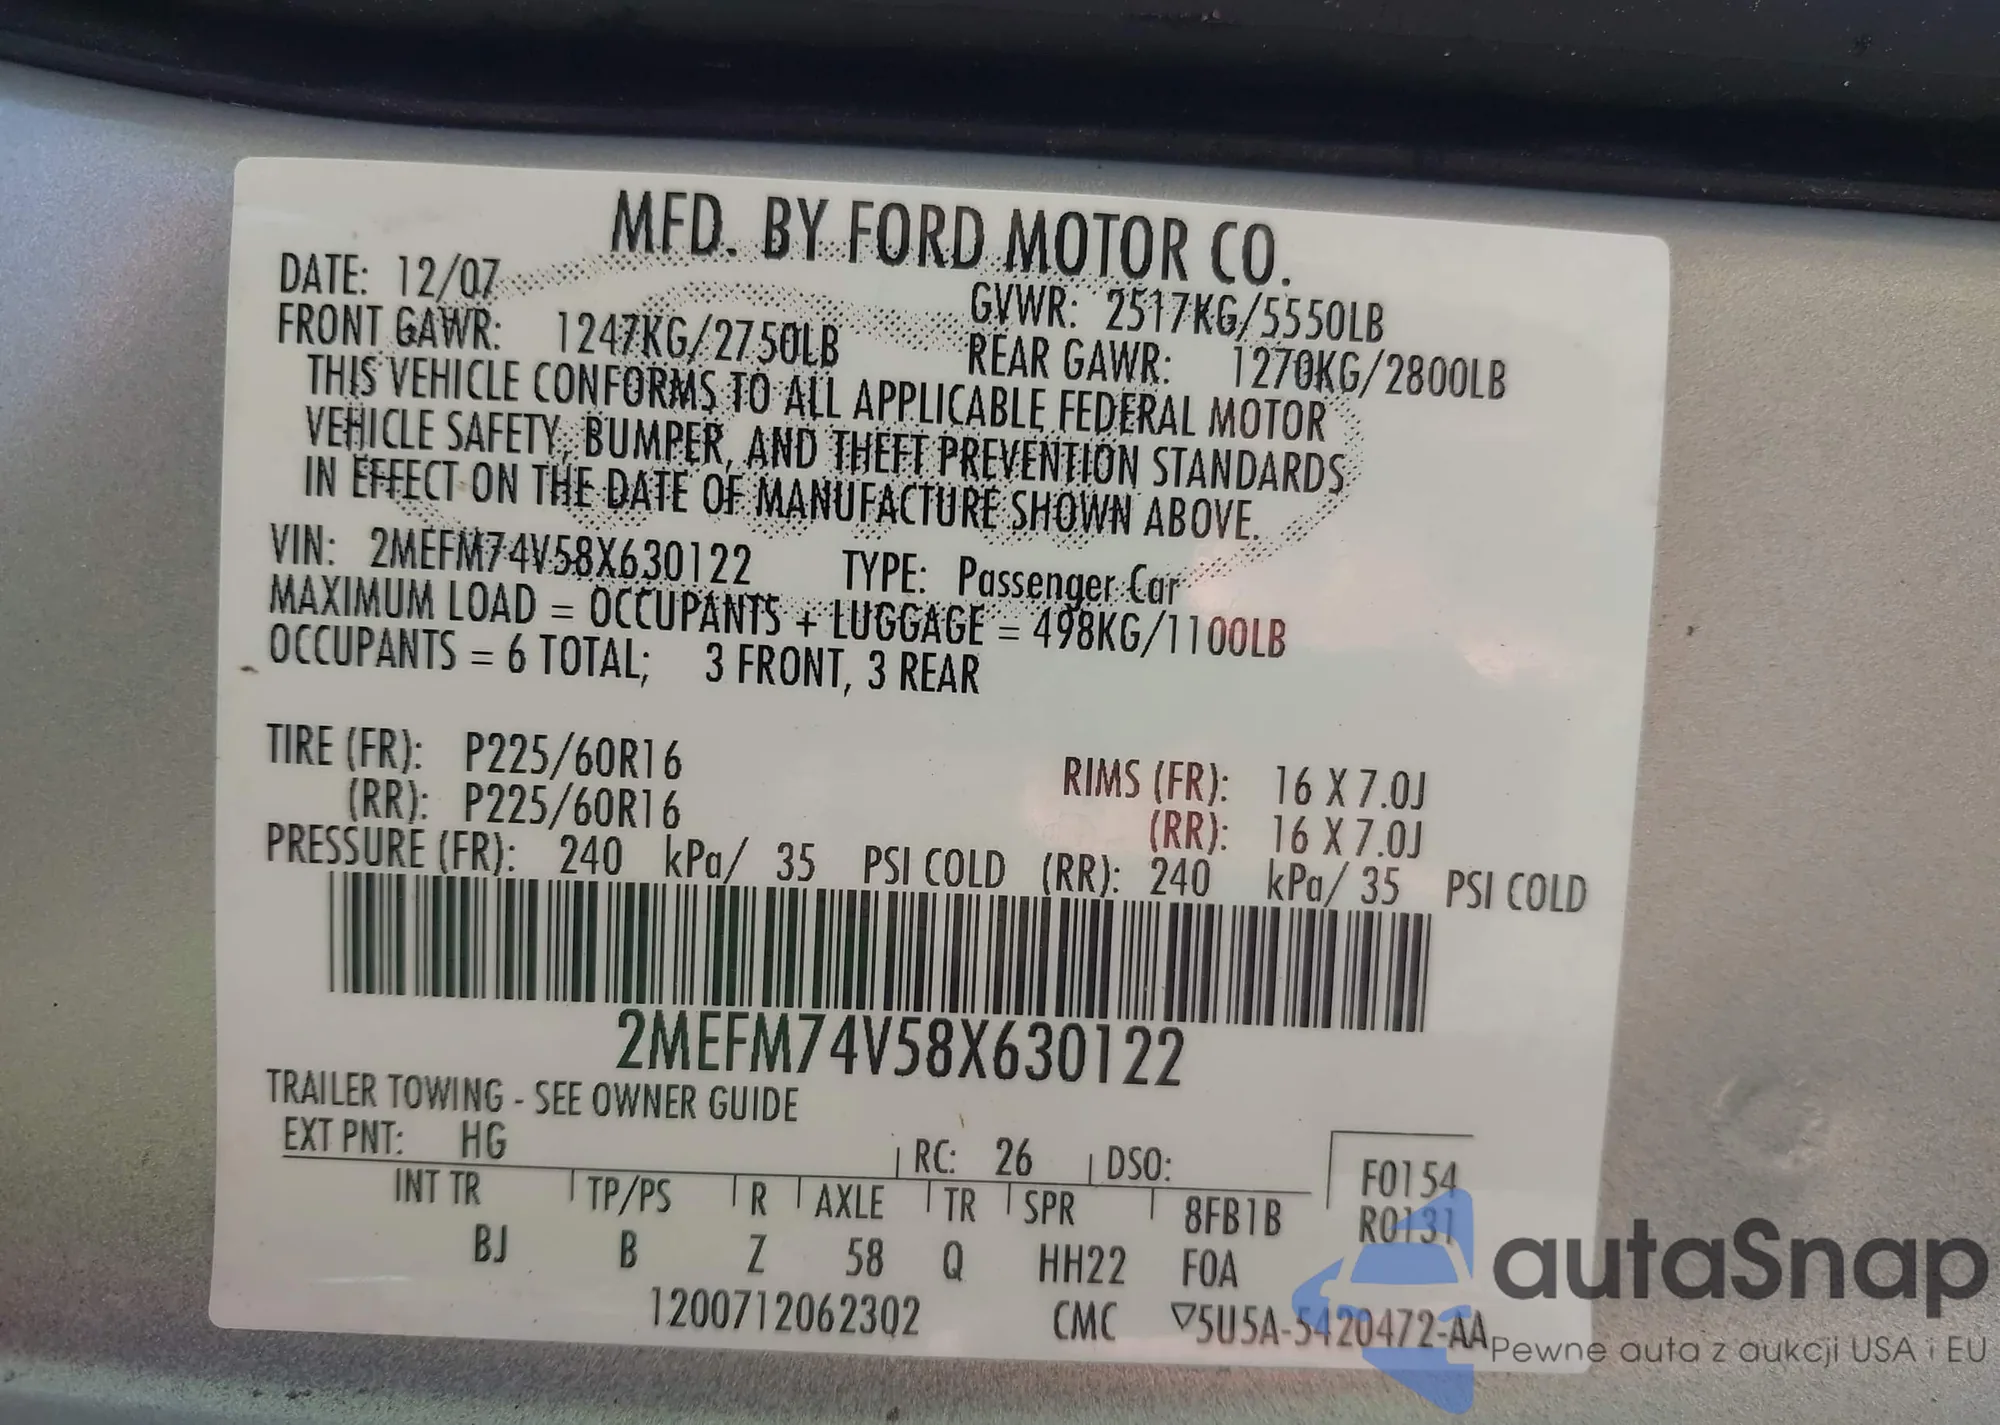 MFD. BY FORD MOTOR CO.
DATE: 12/07
GVWR: 2517KG/5550LB
FRONT GAWR: 1247KG/2750LB
REAR GAWR: 1270KG/2800LB
THIS VEHICLE CONFORMS TO ALL APPLICABLE FEDERAL MOTOR
VEHICLE SAFETY, BUMPER, AND THEFT PREVENTION STANDARDS
IN EFFECT ON THE DATE OF MANUFACTURE SHOWN ABOVE.
VIN: 2MEFM74V58X630122 TYPE: Passenger Car
MAXIMUM LOAD = OCCUPANTS + LUGGAGE = 498KG/1100LB
OCCUPANTS = 6 TOTAL; 3 FRONT, 3 REAR
TIRE (FR): P225/60R16 RIMS (FR): 16 X 7.0J
(RR): P225/60R16 (RR): 16 X 7.0J
PRESSURE (FR): 240 kPa/ 35 PSI COLD (RR): 240 kPa/ 35 PSI COLD
2MEFM74V58X630122
TRAILER TOWING - SEE OWNER GUIDE
EXT PNT: HG RC: 26 DSO: F0154
INT TR TP/PS R AXLE TR SPR 8FB1B R0131
BJ B Z 58 Q HH22 F0A
1200712062302 CMC ▽5U5A-5420472-AA
autaSnap
Pewne auta z aukcji USA i EU